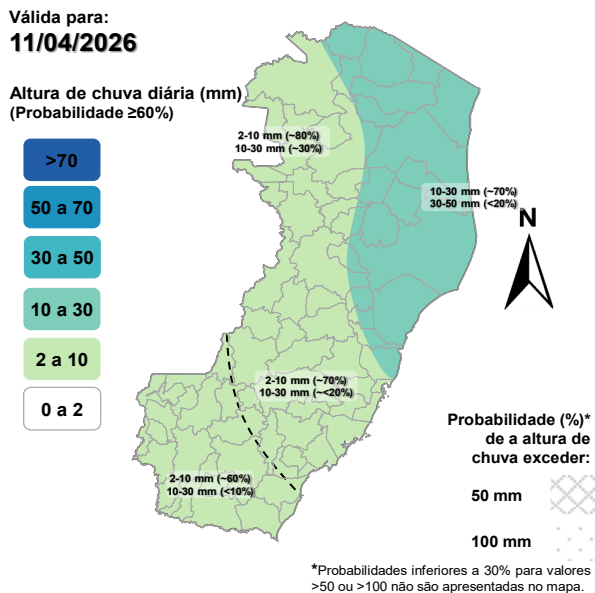 Válida para:
11/04/2026
Altura de chuva diária (mm)
(Probabilidade ≥60%)
>70
50 a 70
30 a 50
10 a 30
2 a 10
0 a 2
2-10 mm (~80%)
10-30 mm (~30%)
10-30 mm (~70%)
30-50 mm (<20%)
N
2-10 mm (~70%)
10-30 mm (~<20%)
2-10 mm (~60%)
10-30 mm (<10%)
Probabilidade (%)*
de a altura de
chuva exceder:
50 mm
100 mm
*Probabilidades inferiores a 30% para valores
>50 ou >100 não são apresentadas no mapa.